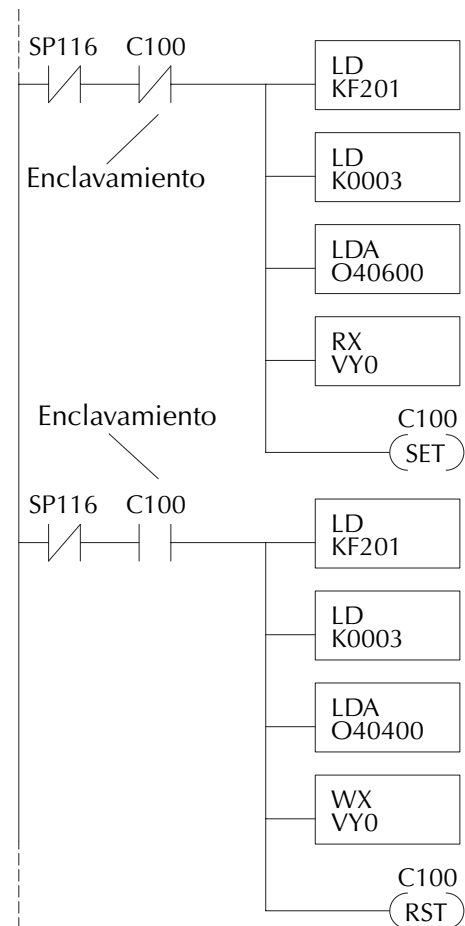 SP116 C100
LD
KF201
Enclavamiento
LD
K0003
LDA
O40600
RX
VY0
C100
SET
Enclavamiento
SP116 C100
LD
KF201
LD
K0003
LDA
O40400
WX
VY0
C100
RST